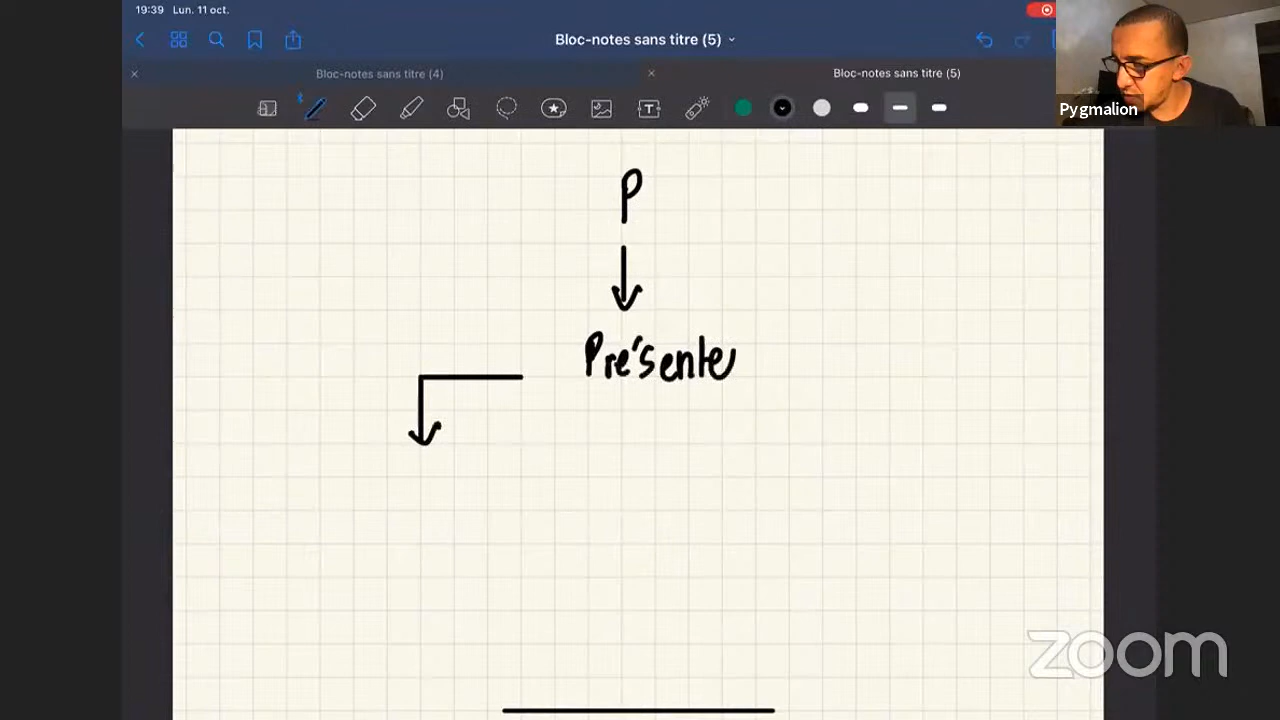 19:39 Lun. 11 oct.
Bloc-notes sans titre (5)
Bloc-notes sans titre (4)
Bloc-notes sans titre (5)
Pygmalion
P
Présenter
zoom